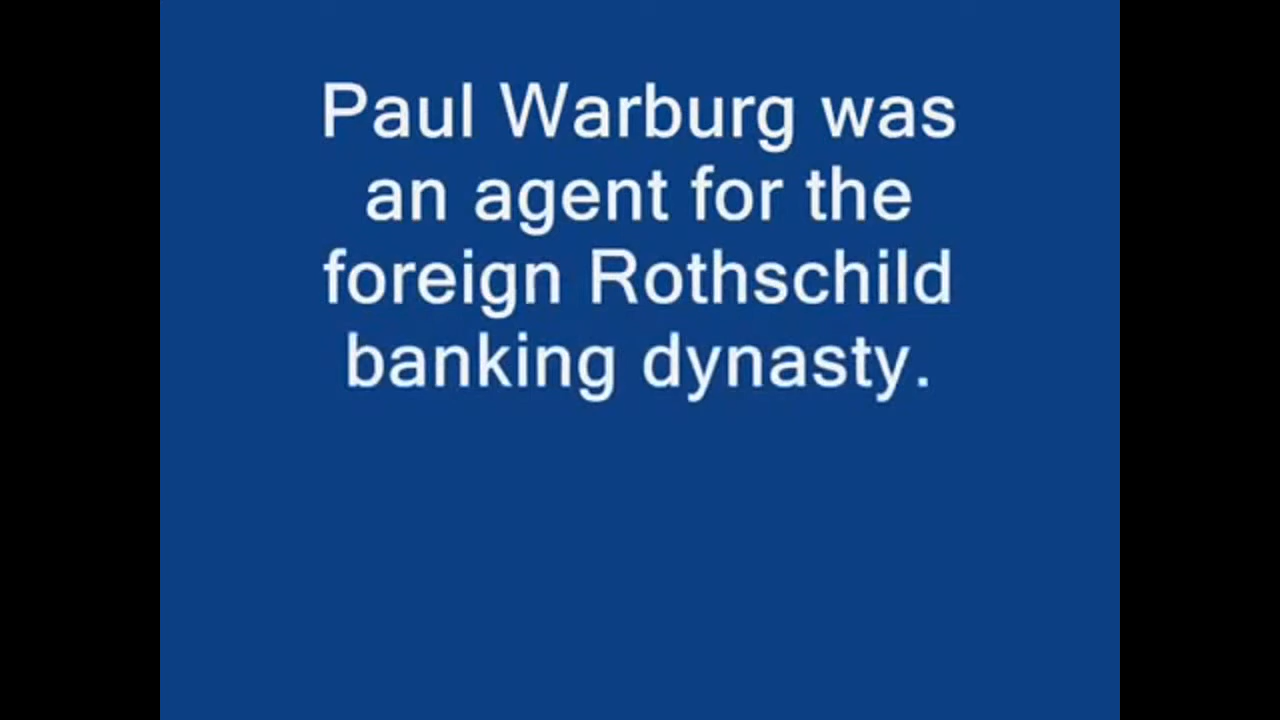 Paul Warburg was
an agent for the
foreign Rothschild
banking dynasty.